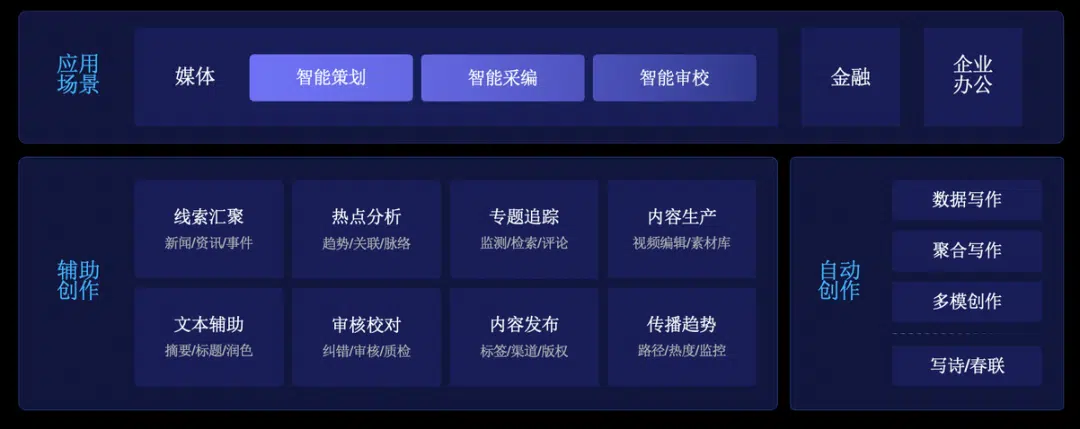 应用
场景
媒体
智能策划
智能采编
智能审校
金融
企业
办公
辅助
创作
线索汇聚
新闻/资讯/事件
热点分析
趋势/关联/脉络
专题追踪
监测/检索/评论
内容生产
视频编辑/素材库
文本辅助
摘要/标题/润色
审核校对
纠错/审核/质检
内容发布
标签/渠道/版权
传播趋势
路径/热度/监控
自动
创作
数据写作
聚合写作
多模创作
写诗/春联